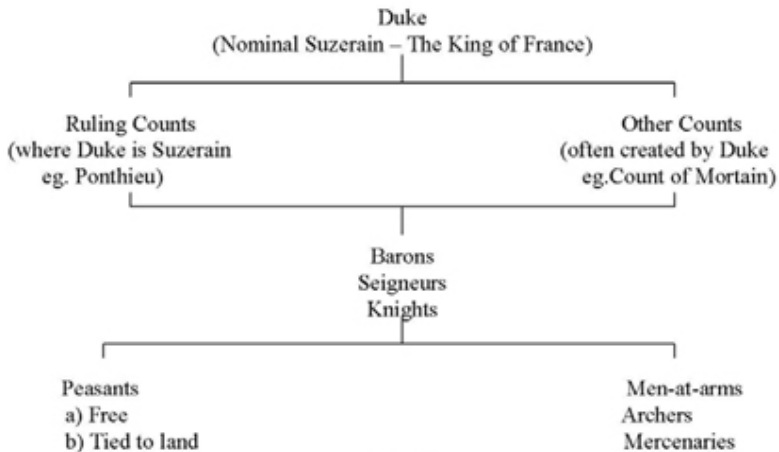 Duke
(Nominal Suzerain – The King of France)
Ruling Counts
(where Duke is Suzerain
eg. Ponthieu)
Other Counts
(often created by Duke
eg.Count of Mortain)
Barons
Seigneurs
Knights
Peasants
a) Free
b) Tied to land
Men-at-arms
Archers
Mercenaries